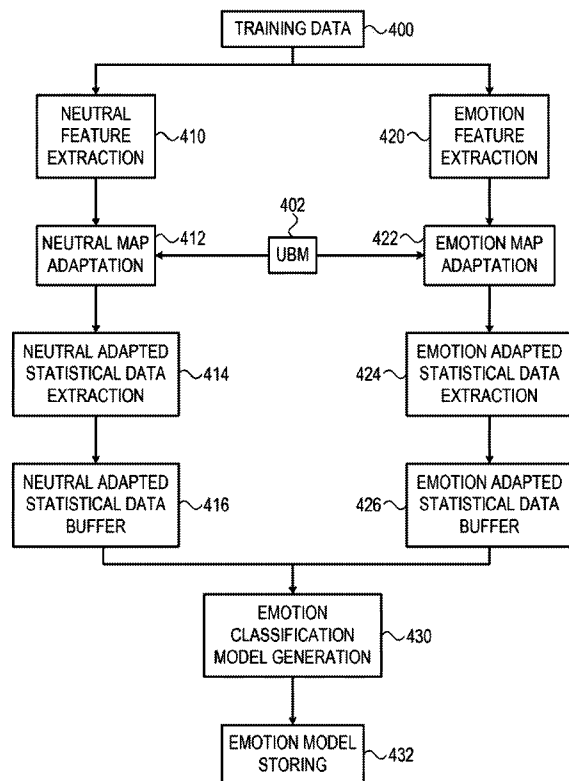 TRAINING DATA
400
NEUTRAL
FEATURE
EXTRACTION
410
EMOTION
FEATURE
EXTRACTION
420
NEUTRAL MAP
ADAPTATION
412
402
UBM
422
EMOTION MAP
ADAPTATION
NEUTRAL ADAPTED
STATISTICAL DATA
EXTRACTION
414
424
EMOTION ADAPTED
STATISTICAL DATA
EXTRACTION
NEUTRAL ADAPTED
STATISTICAL DATA
BUFFER
416
426
EMOTION ADAPTED
STATISTICAL DATA
BUFFER
EMOTION
CLASSIFICATION
MODEL GENERATION
430
EMOTION MODEL
STORING
432